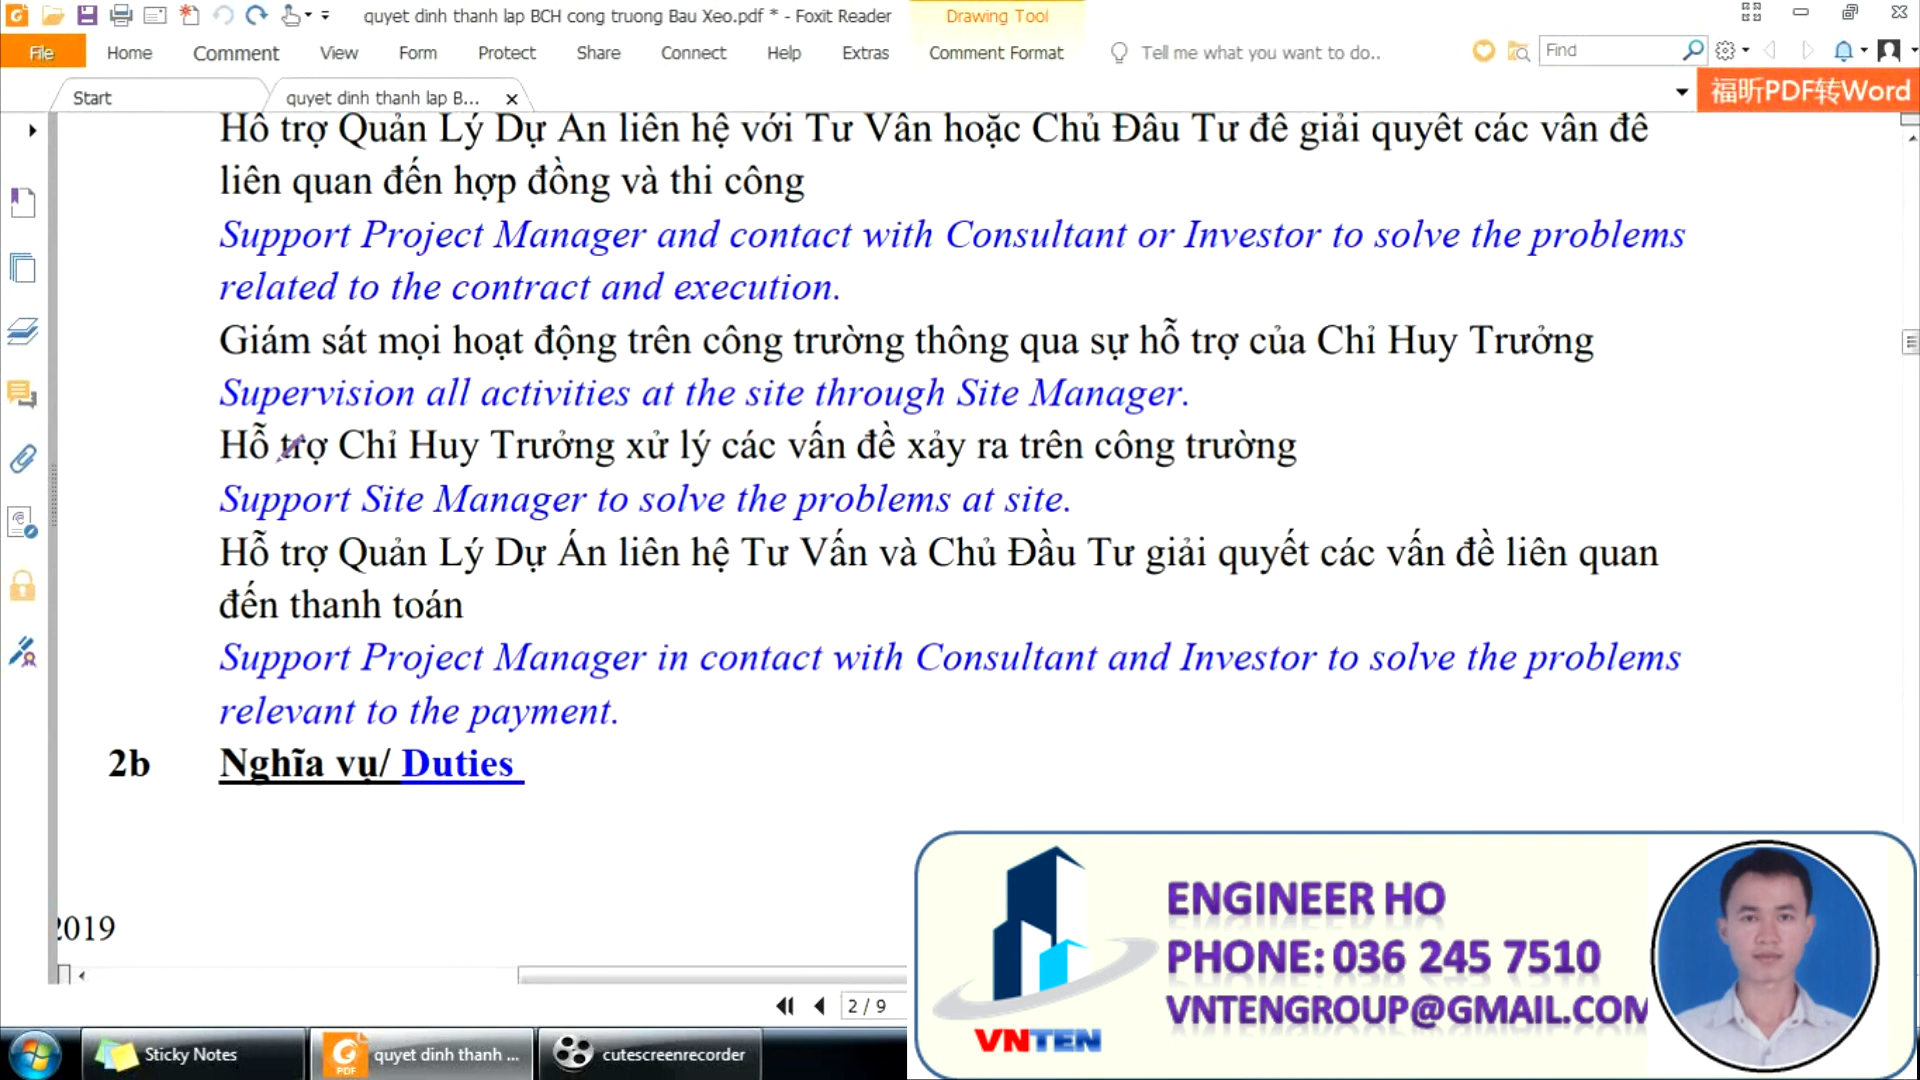 quyet dinh thanh lap BCH cong truong Bau Xeo.pdf * - Foxit Reader
Drawing Tool
File Home Comment View Form Protect Share Connect Help Extras Comment Format Tell me what you want to do.. Find
Start quyet dinh thanh lap B...
福昕PDF转Word
Hỗ trợ Quản Lý Dự Án liên hệ với Tư Vấn hoặc Chủ Đầu Tư để giải quyết các vấn đề
liên quan đến hợp đồng và thi công
Support Project Manager and contact with Consultant or Investor to solve the problems
related to the contract and execution.
Giám sát mọi hoạt động trên công trường thông qua sự hỗ trợ của Chỉ Huy Trưởng
Supervision all activities at the site through Site Manager.
Hỗ trợ Chỉ Huy Trưởng xử lý các vấn đề xảy ra trên công trường
Support Site Manager to solve the problems at site.
Hỗ trợ Quản Lý Dự Án liên hệ Tư Vấn và Chủ Đầu Tư giải quyết các vấn đề liên quan
đến thanh toán
Support Project Manager in contact with Consultant and Investor to solve the problems
relevant to the payment.
2b Nghĩa vụ/ Duties
2019
2 / 9
ENGINEER HO
PHONE: 036 245 7510
VNTENGROUP@GMAIL.COM
VNTEN
Sticky Notes
PDF
quyet dinh thanh ...
cutescreenrecorder